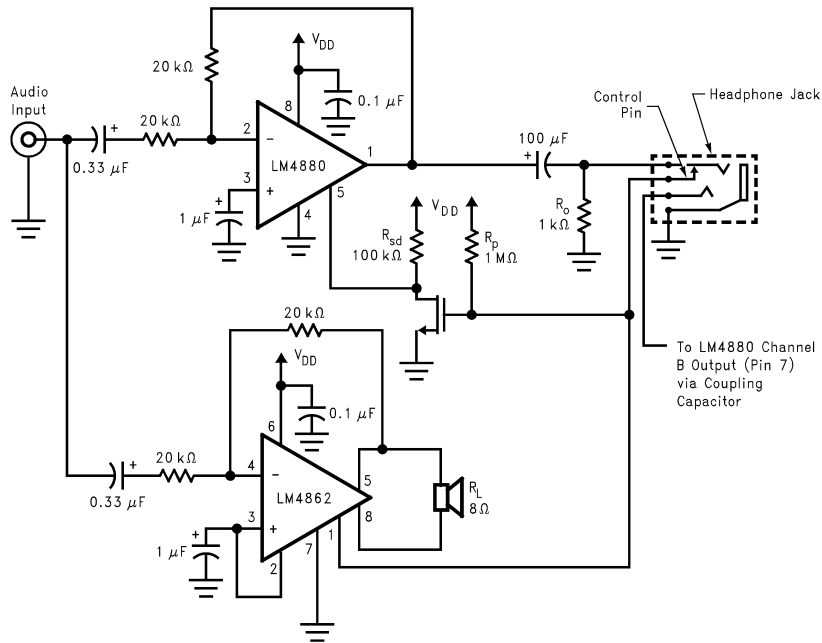 Audio
Input
20 kΩ
V_DD
0.1 μF
8
20 kΩ
0.33 μF
2
–
LM4880
1
3
+
5
4
1 μF
+
+
100 μF
+
Control
Pin
Headphone Jack
V_DD
R_sd
100 kΩ
R_p
1 MΩ
R_o
1 kΩ
20 kΩ
V_DD
0.1 μF
6
20 kΩ
+
0.33 μF
4
–
LM4862
5
8
R_L
8 Ω
3
+
1
7
2
1 μF
+
To LM4880 Channel
B Output (Pin 7)
via Coupling
Capacitor